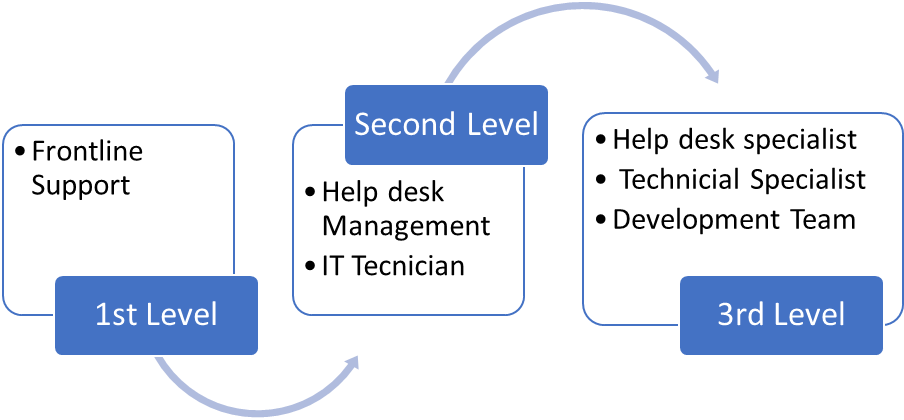 • Frontline
Support
1st Level
Second Level
• Help desk
Management
• IT Tecnician
• Help desk specialist
• Technicial Specialist
• Development Team
3rd Level